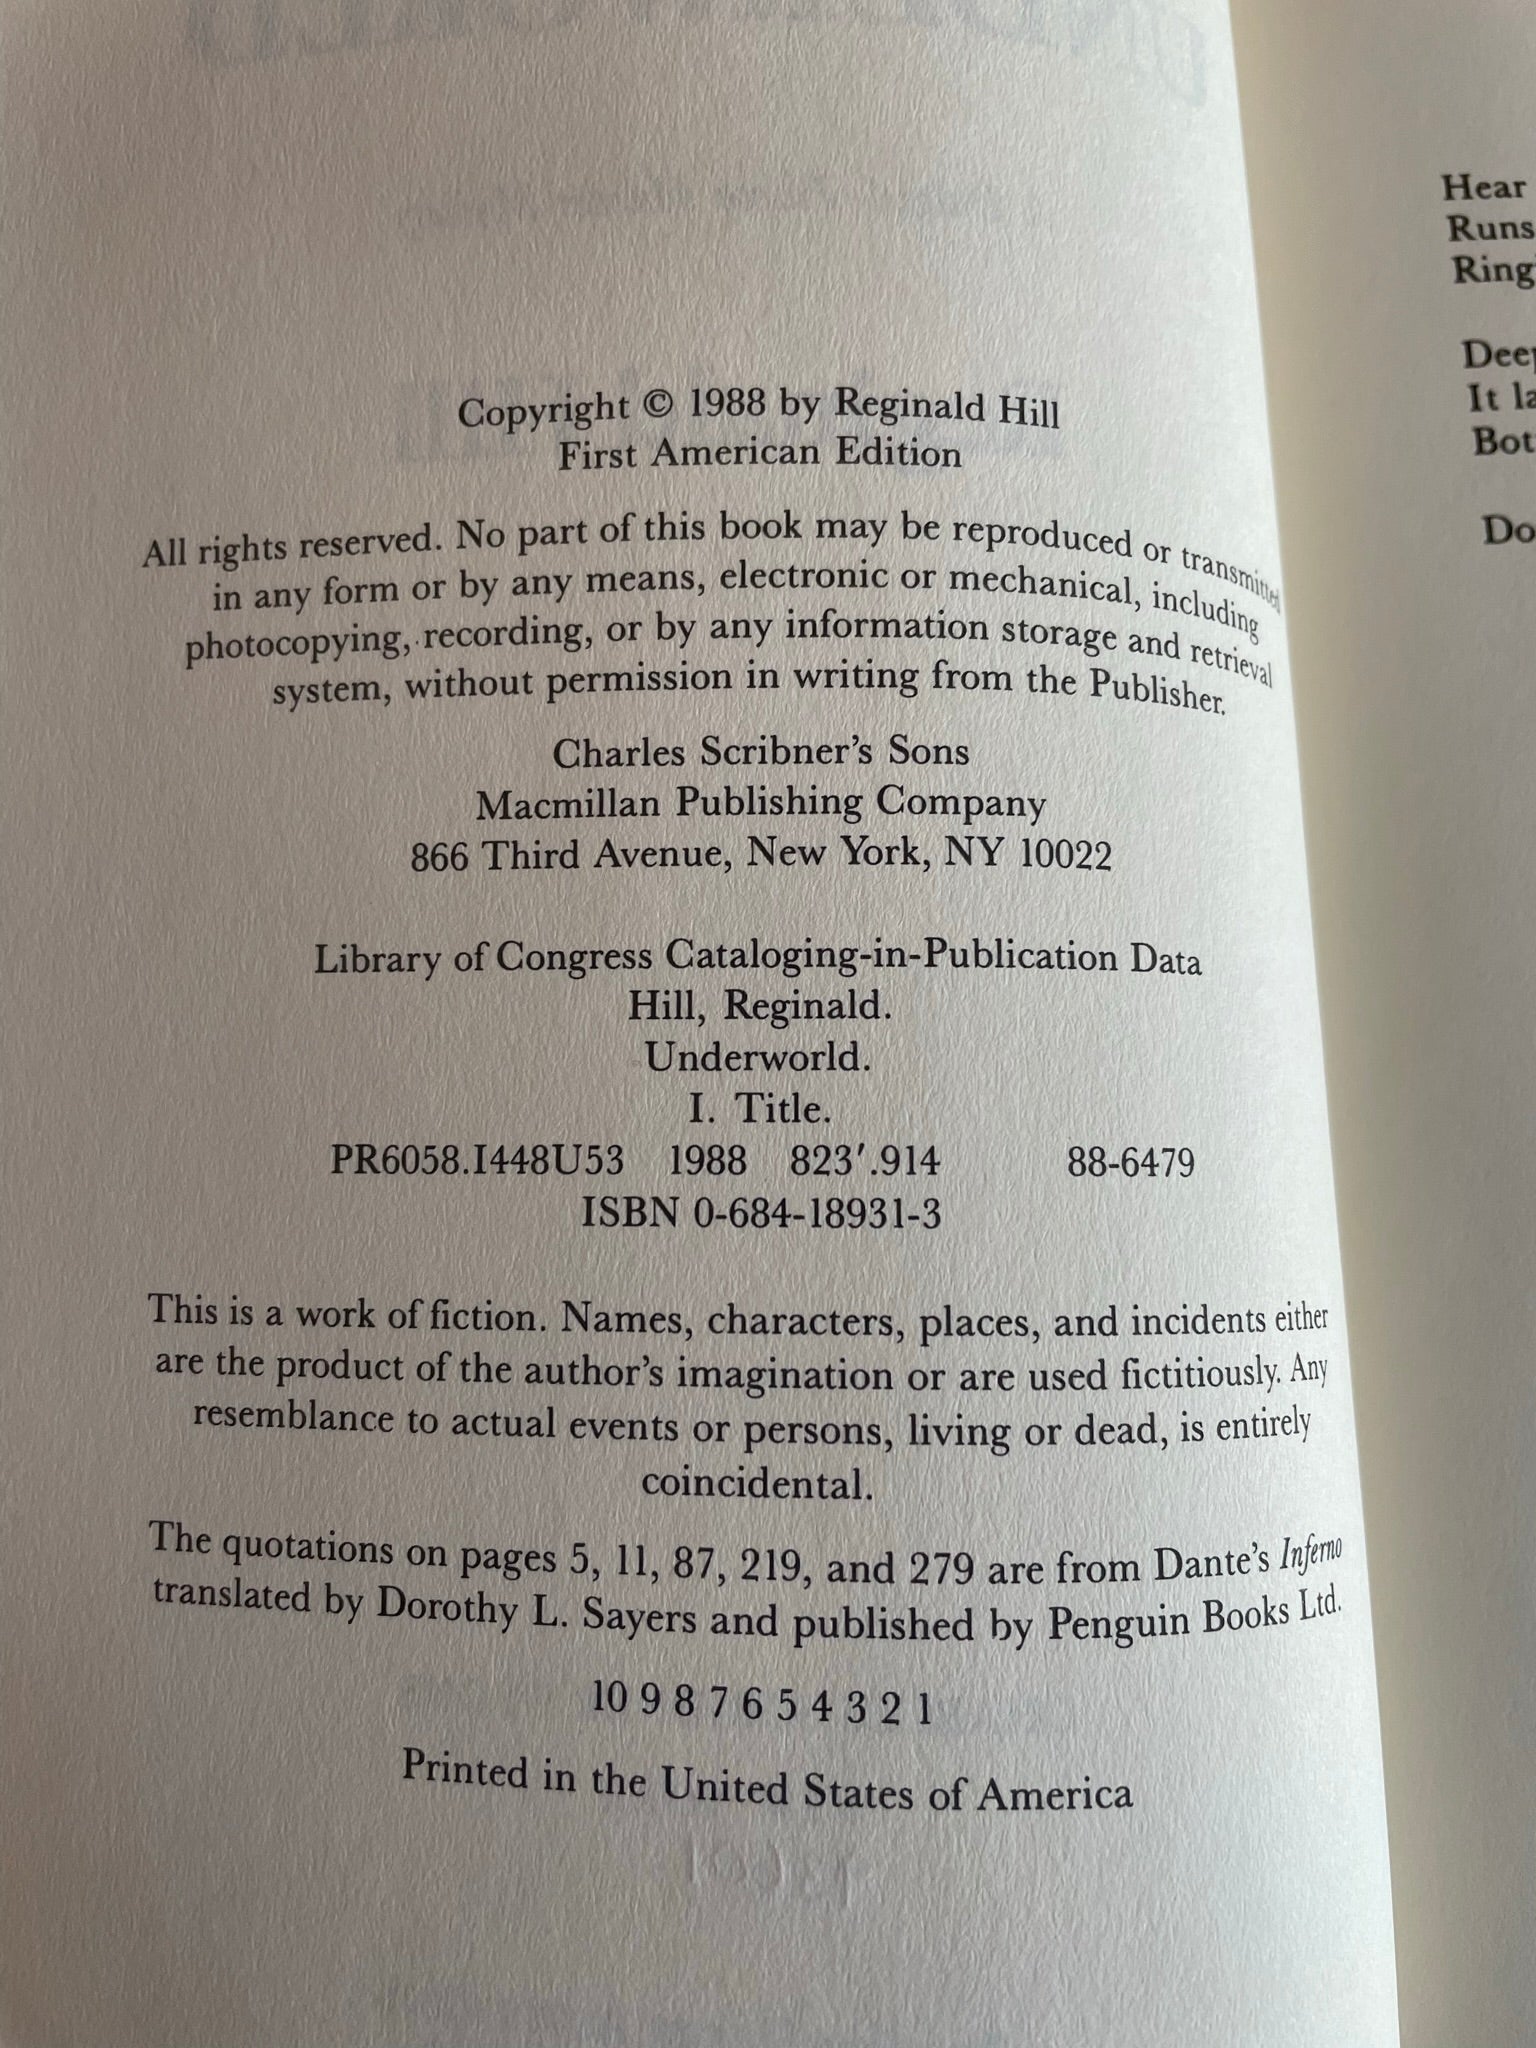 Copyright © 1988 by Reginald Hill
First American Edition
All rights reserved. No part of this book may be reproduced or transmitted
in any form or by any means, electronic or mechanical, including
photocopying, recording, or by any information storage and retrieval
system, without permission in writing from the Publisher.
Charles Scribner's Sons
Macmillan Publishing Company
866 Third Avenue, New York, NY 10022
Library of Congress Cataloging-in-Publication Data
Hill, Reginald.
Underworld.
I. Title.
PR6058.I448U53 1988 823′.914 88-6479
ISBN 0-684-18931-3
This is a work of fiction. Names, characters, places, and incidents either
are the product of the author's imagination or are used fictitiously. Any
resemblance to actual events or persons, living or dead, is entirely
coincidental.
The quotations on pages 5, 11, 87, 219, and 279 are from Dante's Inferno
translated by Dorothy L. Sayers and published by Penguin Books Ltd.
10 9 8 7 6 5 4 3 2 1
Printed in the United States of America
Hear
Runs
It